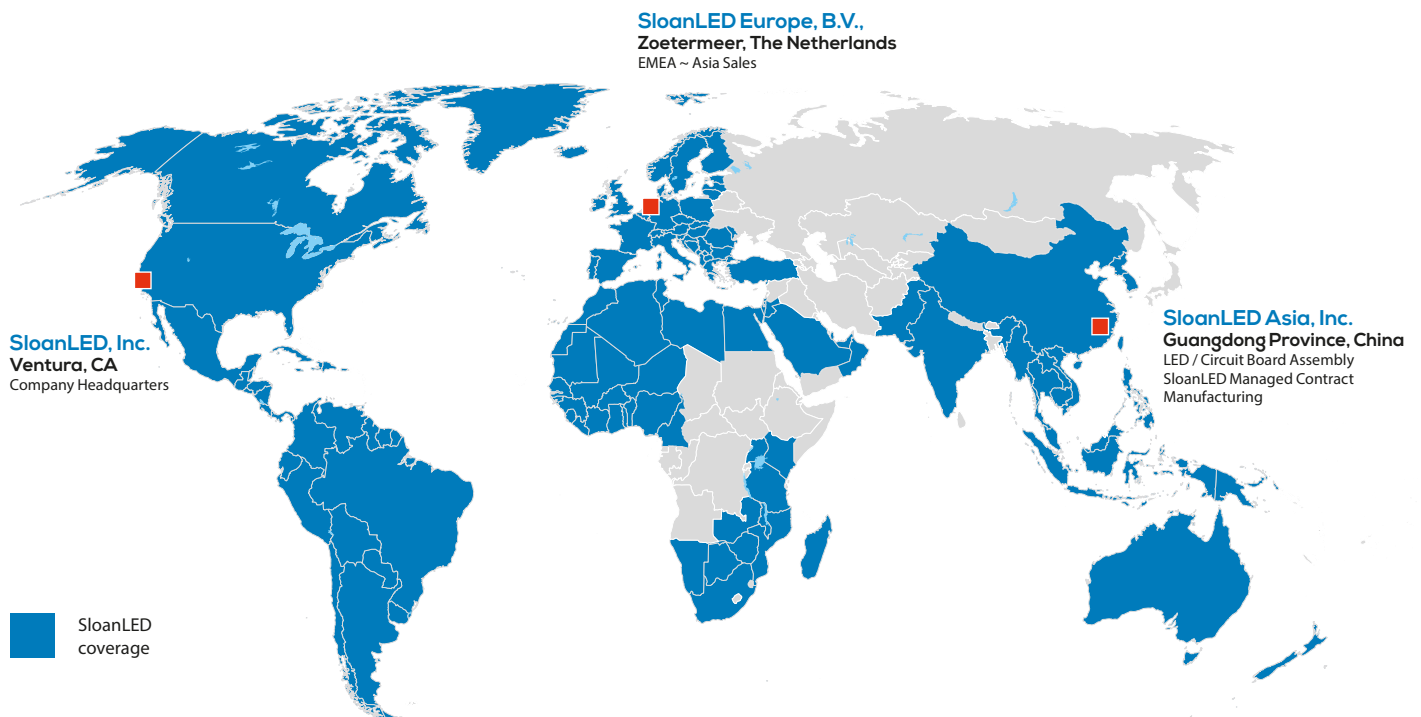 SloanLED Europe, B.V.,
Zoetermeer, The Netherlands
EMEA ~ Asia Sales
SloanLED, Inc.
Ventura, CA
Company Headquarters
SloanLED Asia, Inc.
Guangdong Province, China
LED / Circuit Board Assembly
SloanLED Managed Contract
Manufacturing
SloanLED
coverage